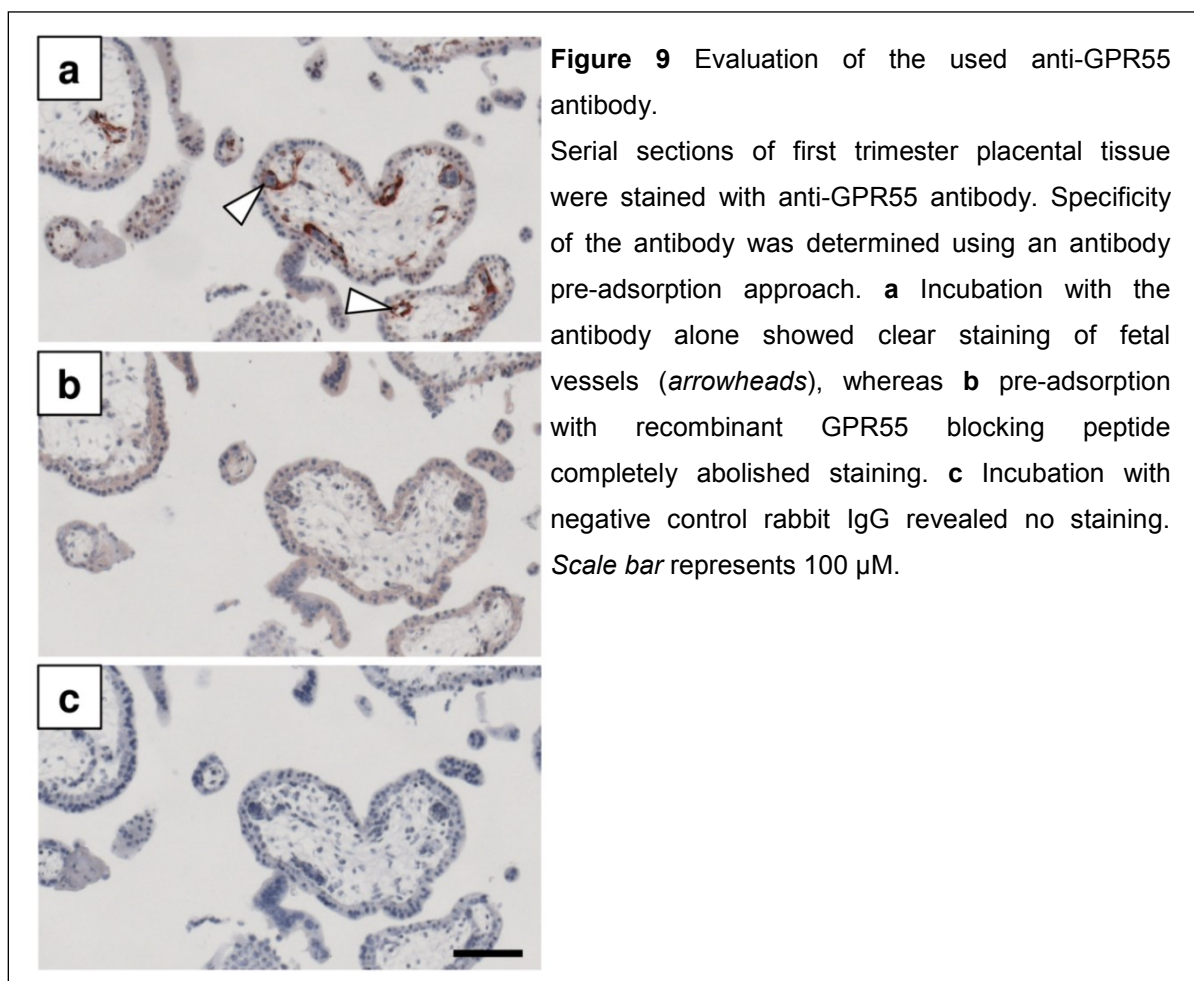 a
b
c
Figure 9 Evaluation of the used anti-GPR55
antibody.
Serial sections of first trimester placental tissue
were stained with anti-GPR55 antibody. Specificity
of the antibody was determined using an antibody
pre-adsorption approach. a Incubation with the
antibody alone showed clear staining of fetal
vessels (arrowheads), whereas b pre-adsorption
with recombinant GPR55 blocking peptide
completely abolished staining. c Incubation with
negative control rabbit IgG revealed no staining.
Scale bar represents 100 µM.